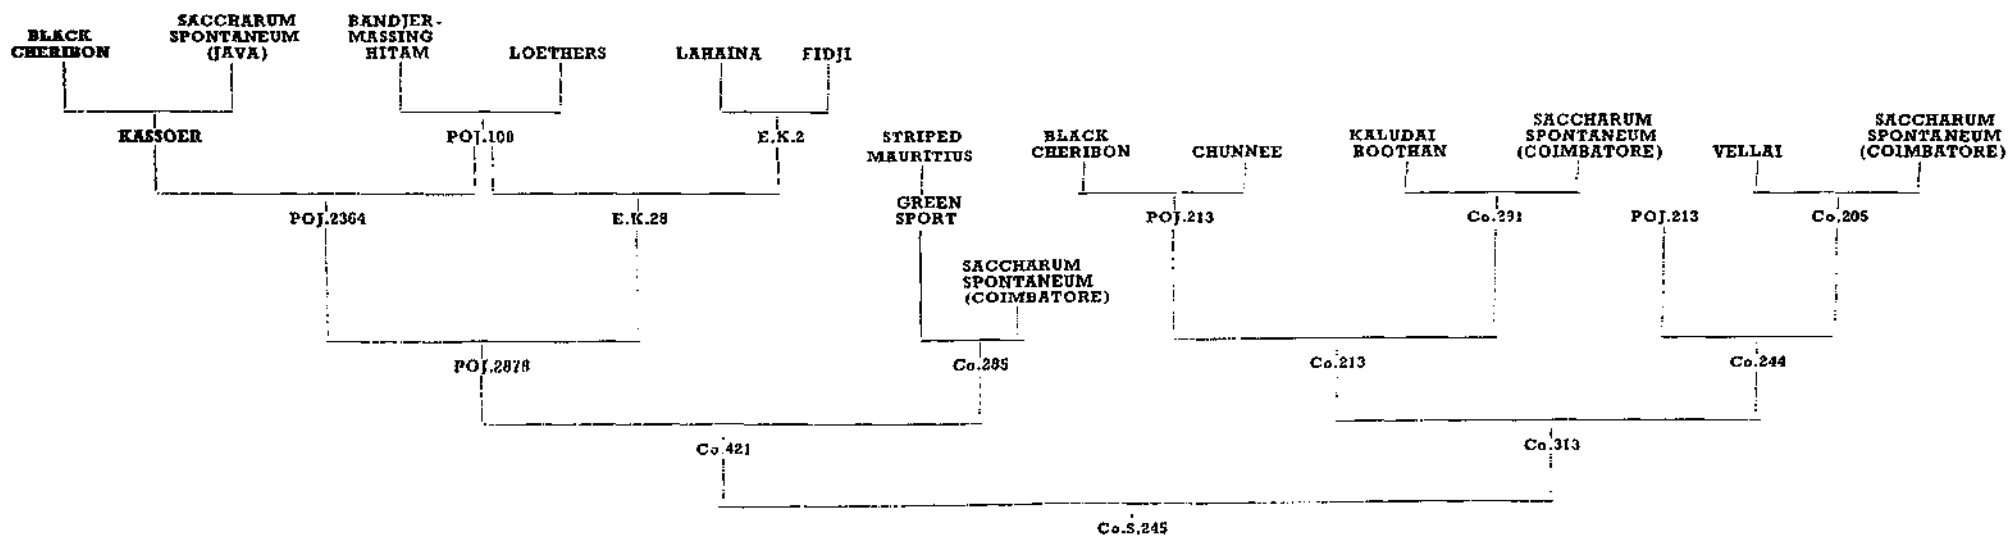 BLACK
CHERIBON
SACCHARUM
SPONTANEUM
(JAVA)
BANDJER-
MASSING
HITAM
LOETHERS
LAHAINA
FIDJI
KASSOER
POJ.100
E.K.2
STRIPED
MAURITIUS
BLACK
CHERIBON
CHUNNEE
KALUDAI
BOOTHAN
SACCHARUM
SPONTANEUM
(COIMBATORE)
VELLAI
SACCHARUM
SPONTANEUM
(COIMBATORE)
POJ.2364
E.K.28
GREEN
SPORT
POJ.213
Co.291
POJ.213
Co.205
SACCHARUM
SPONTANEUM
(COIMBATORE)
POJ.2878
Co.285
Co.213
Co.244
Co.421
Co.313
Co.S.245